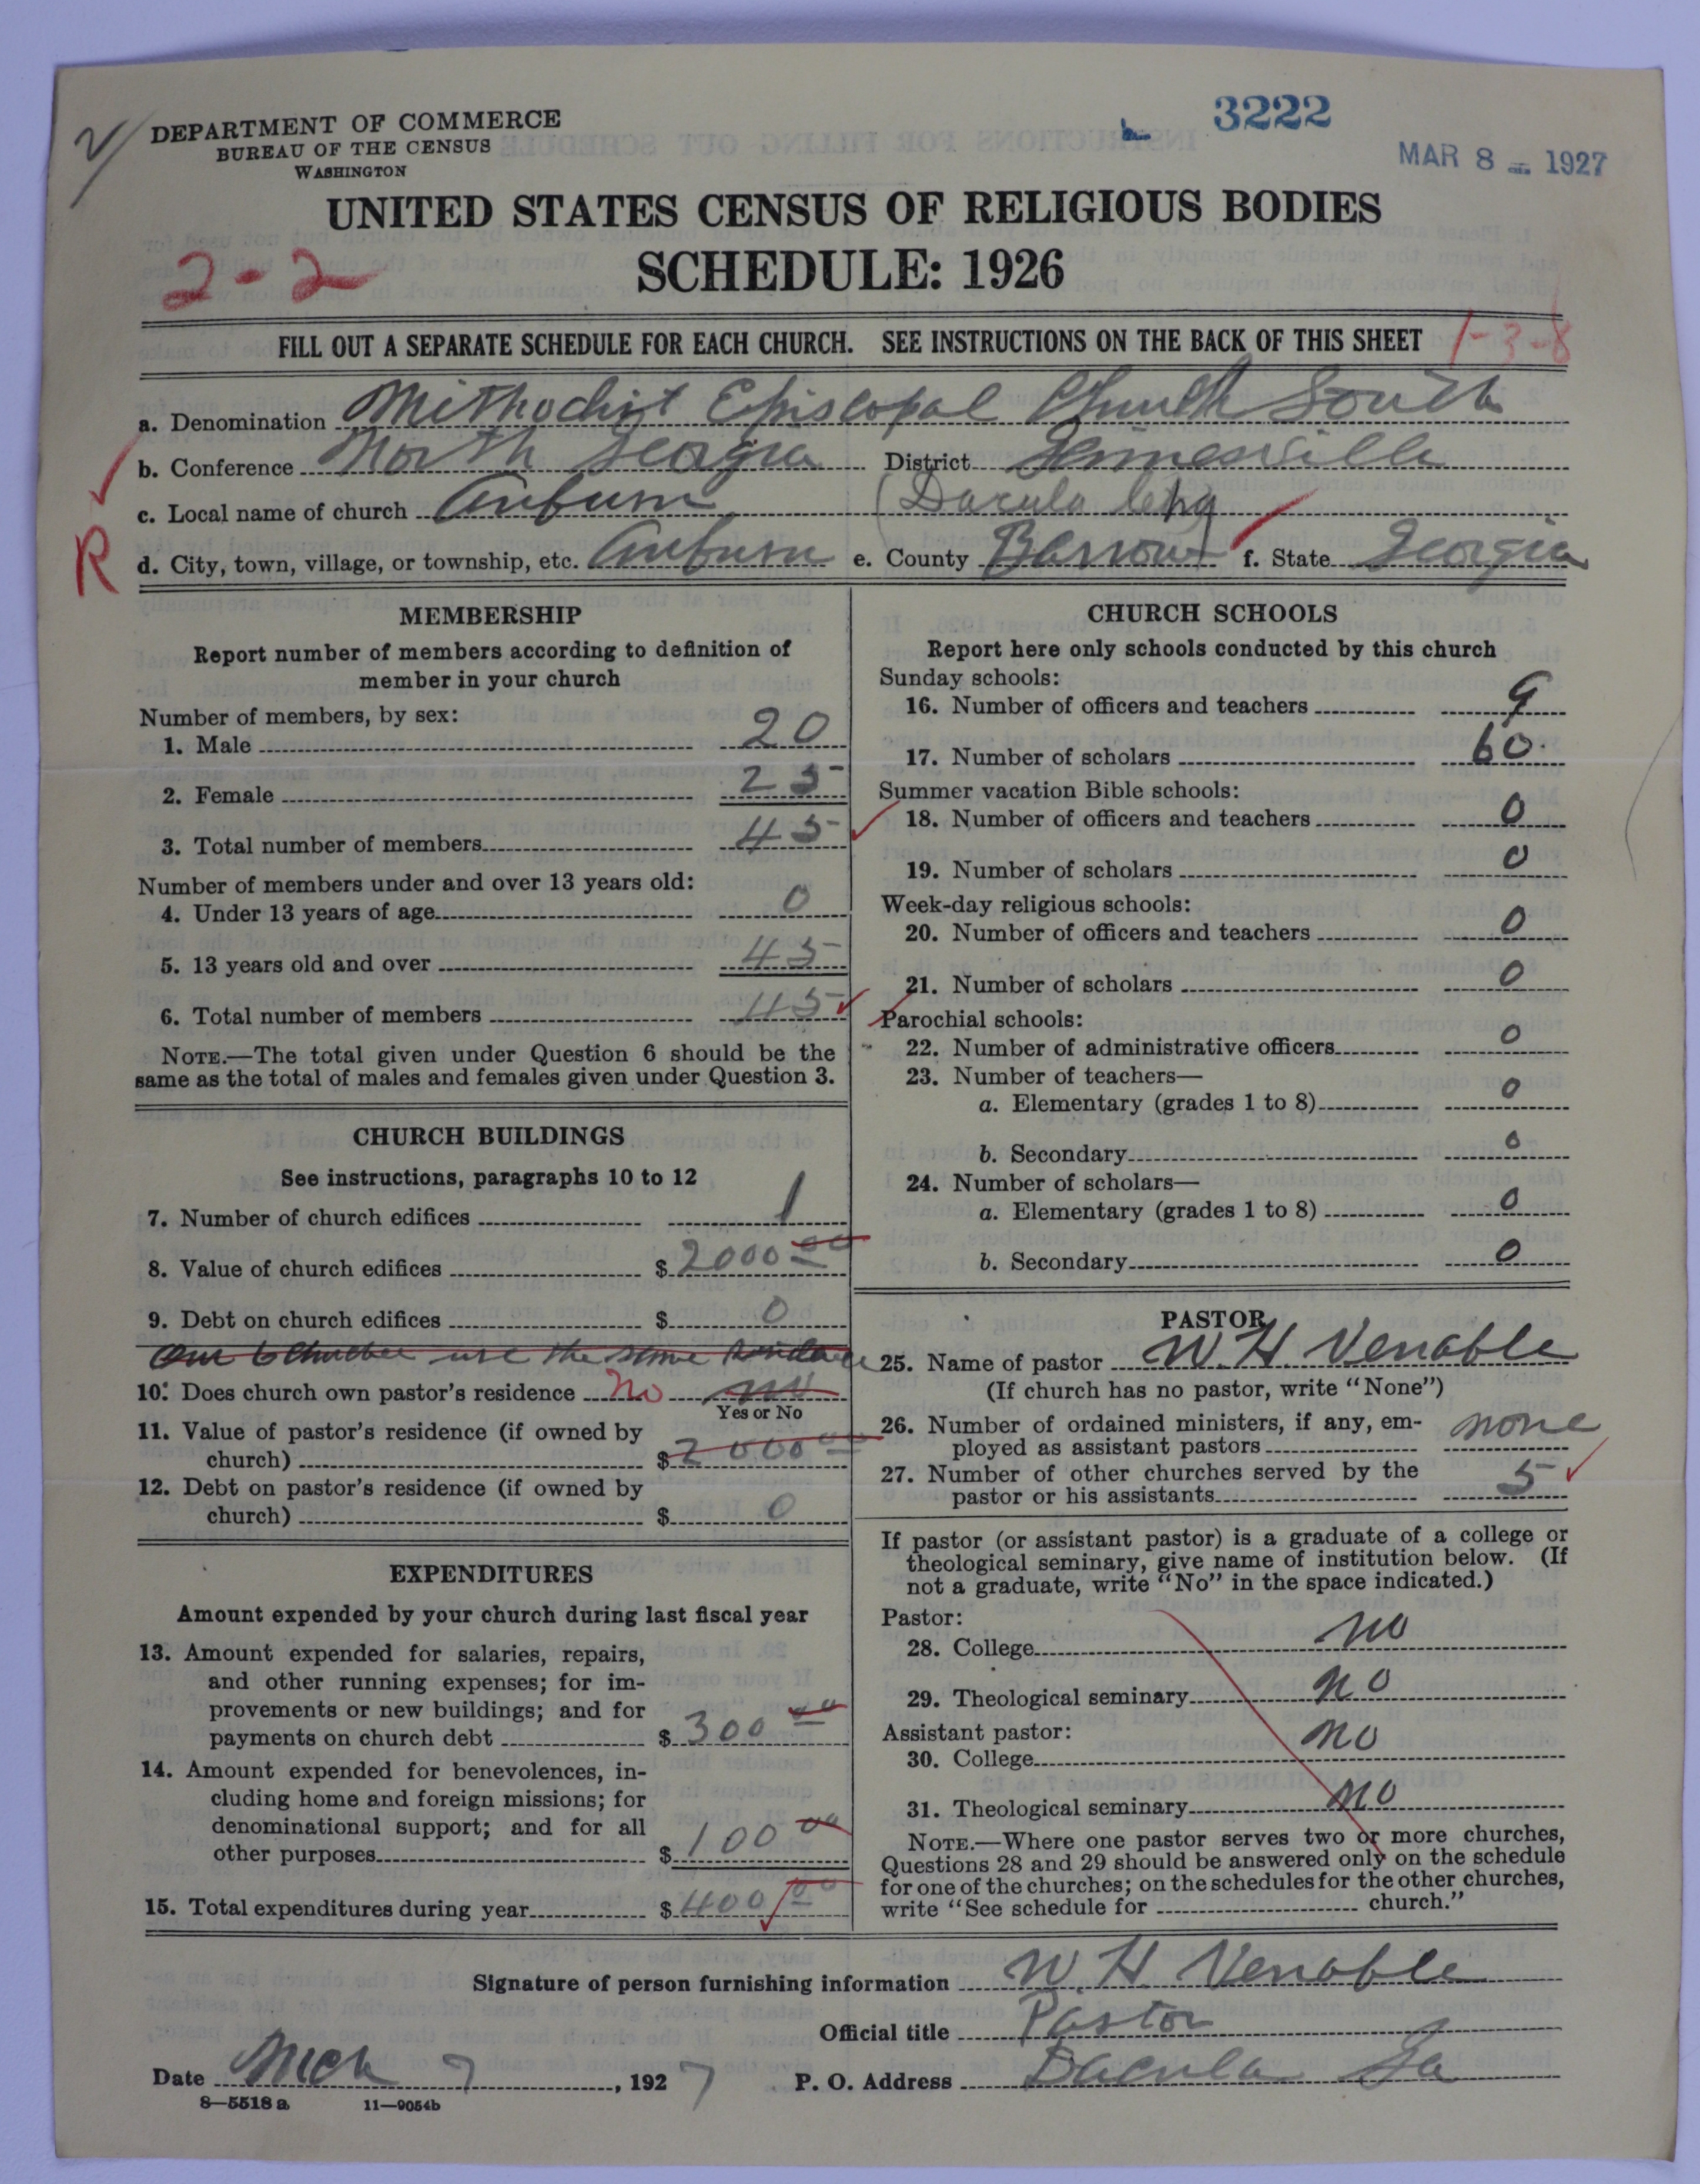 3222
MAR 8 1927
DEPARTMENT OF COMMERCE
BUREAU OF THE CENSUS
WASHINGTON
UNITED STATES CENSUS OF RELIGIOUS BODIES
SCHEDULE: 1926
2-2
FILL OUT A SEPARATE SCHEDULE FOR EACH CHURCH. SEE INSTRUCTIONS ON THE BACK OF THIS SHEET
1-3-8
a. Denomination Methodist Episcopal Church South
b. Conference North Georgia District
c. Local name of church Auburn (Dacula chg)
R
d. City, town, village, or township, etc. Auburn e. County Barrow f. State Georgia
MEMBERSHIP
Report number of members according to definition of
member in your church
Number of members, by sex:
1. Male 20
2. Female 25
3. Total number of members 45
Number of members under and over 13 years old:
4. Under 13 years of age 0
5. 13 years old and over 45
6. Total number of members 45
NOTE.—The total given under Question 6 should be the
same as the total of males and females given under Question 3.
CHURCH BUILDINGS
See instructions, paragraphs 10 to 12
7. Number of church edifices 1
8. Value of church edifices $ 2000 00
9. Debt on church edifices $ 0
Our 6 Churches use the same
10. Does church own pastor's residence No no
Yes or No
11. Value of pastor's residence (if owned by
church) $ 2000 00
12. Debt on pastor's residence (if owned by
church) $ 0
EXPENDITURES
Amount expended by your church during last fiscal year
13. Amount expended for salaries, repairs,
and other running expenses; for im-
provements or new buildings; and for
payments on church debt $ 300 00
14. Amount expended for benevolences, in-
cluding home and foreign missions; for
denominational support; and for all
other purposes $ 100 00
15. Total expenditures during year $ 400 00
CHURCH SCHOOLS
Report here only schools conducted by this church
Sunday schools:
16. Number of officers and teachers 9
17. Number of scholars 60
Summer vacation Bible schools:
18. Number of officers and teachers 0
19. Number of scholars 0
Week-day religious schools:
20. Number of officers and teachers 0
21. Number of scholars 0
Parochial schools:
22. Number of administrative officers 0
23. Number of teachers—
a. Elementary (grades 1 to 8) 0
b. Secondary 0
24. Number of scholars—
a. Elementary (grades 1 to 8) 0
b. Secondary 0
PASTOR
25. Name of pastor W. H. Venable
(If church has no pastor, write "None")
26. Number of ordained ministers, if any, em-
ployed as assistant pastors none
27. Number of other churches served by the
pastor or his assistants 5
If pastor (or assistant pastor) is a graduate of a college or
theological seminary, give name of institution below. (If
not a graduate, write "No" in the space indicated.)
Pastor:
28. College no
29. Theological seminary no
Assistant pastor:
30. College no
31. Theological seminary no
NOTE.—Where one pastor serves two or more churches,
Questions 28 and 29 should be answered only on the schedule
for one of the churches; on the schedules for the other churches,
write "See schedule for church."
Signature of person furnishing information W. H. Venable
Official title Pastor
Date Mch 7, 1927 P. O. Address Dacula Ga
8—5518 a 11—9054b